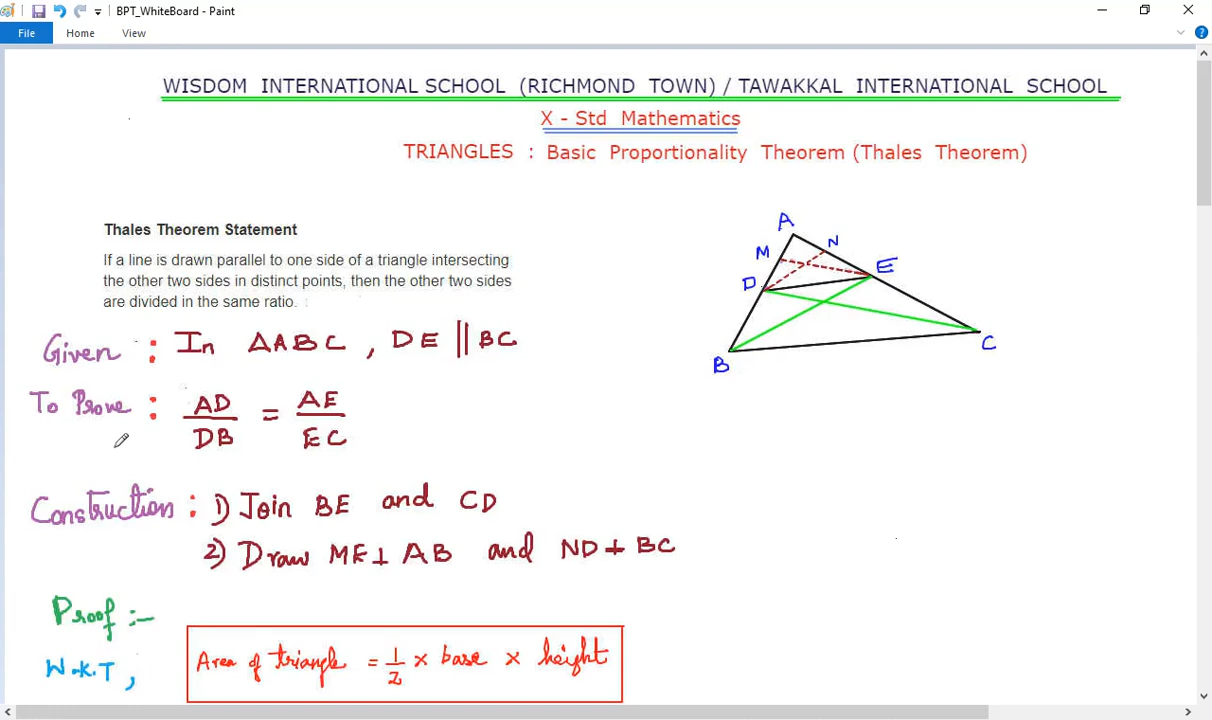 BPT_WhiteBoard - Paint
File Home View
WISDOM INTERNATIONAL SCHOOL (RICHMOND TOWN) / TAWAKKAL INTERNATIONAL SCHOOL
X - Std Mathematics
TRIANGLES : Basic Proportionality Theorem (Thales Theorem)
Thales Theorem Statement
If a line is drawn parallel to one side of a triangle intersecting
the other two sides in distinct points, then the other two sides
are divided in the same ratio.
A
M N
D E
B C
Given : In ΔABC , DE || BC
To Prove : AD/DB = AE/EC
Construction : 1) Join BE and CD
2) Draw ME⊥ AB and ND⊥ BC
Proof :-
W.K.T ,
Area of triangle = 1/2 × base × height